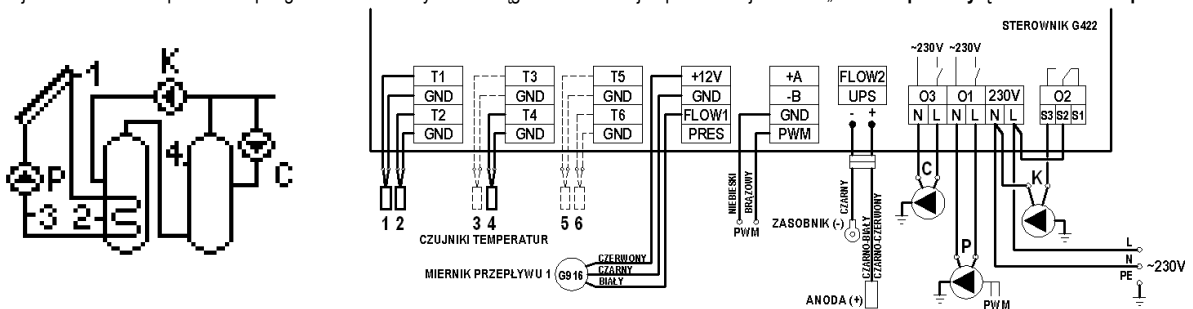 STEROWNIK G422
~230V ~230V
T1 T3 T5 +12V +A FLOW2
GND GND GND GND -B UPS O3 O1 230V O2
T2 T4 T6 FLOW1 GND - + N L N L N L S3 S2 S1
GND GND GND PRES PWM
K
1
4
P
C
3 2
C
K
P
NIEBIESKI
BRĄZOWY
PWM
CZARNY
CZARNO-BIAŁY
CZARNO-CZERWONY
1 2 3 4 5 6
CZUJNIKI TEMPERATUR
ZASOBNIK (-)
MIERNIK PRZEPŁYWU 1
G916
CZERWONY
CZARNY
BIAŁY
ANODA (+)
PWM
L
N
PE
~230V